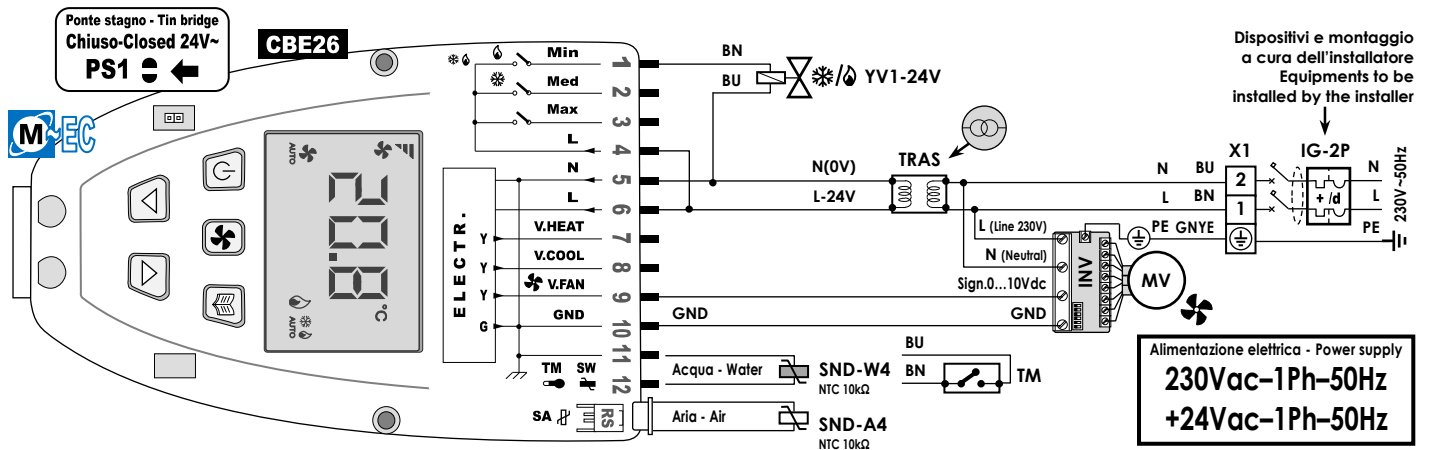 Ponte stagno - Tin bridge
Chiuso-Closed 24V~
PS1
CBE26
M EC
AUTO
20.8
°C
AUTO
Min
Med
Max
L
N
L
V.HEAT
V.COOL
V.FAN
GND
ELECTR.
Y
Y
Y
G
TM SW
SA
RS
1
2
3
4
5
6
7
8
9
10
11
12
BN
BU
YV1-24V
N(0V)
L-24V
TRAS
L (Line 230V)
N (Neutral)
Sign.0...10Vdc
GND
GND
INV
MV
PE GNYE
N BU
L BN
X1
2
1
IG-2P
+ /d
N
L
PE
230V~50Hz
Dispositivi e montaggio
a cura dell'installatore
Equipments to be
installed by the installer
Acqua - Water
SND-W4
NTC 10kΩ
BU
BN
TM
Aria - Air
SND-A4
NTC 10kΩ
Alimentazione elettrica - Power supply
230Vac–1Ph–50Hz
+24Vac–1Ph–50Hz